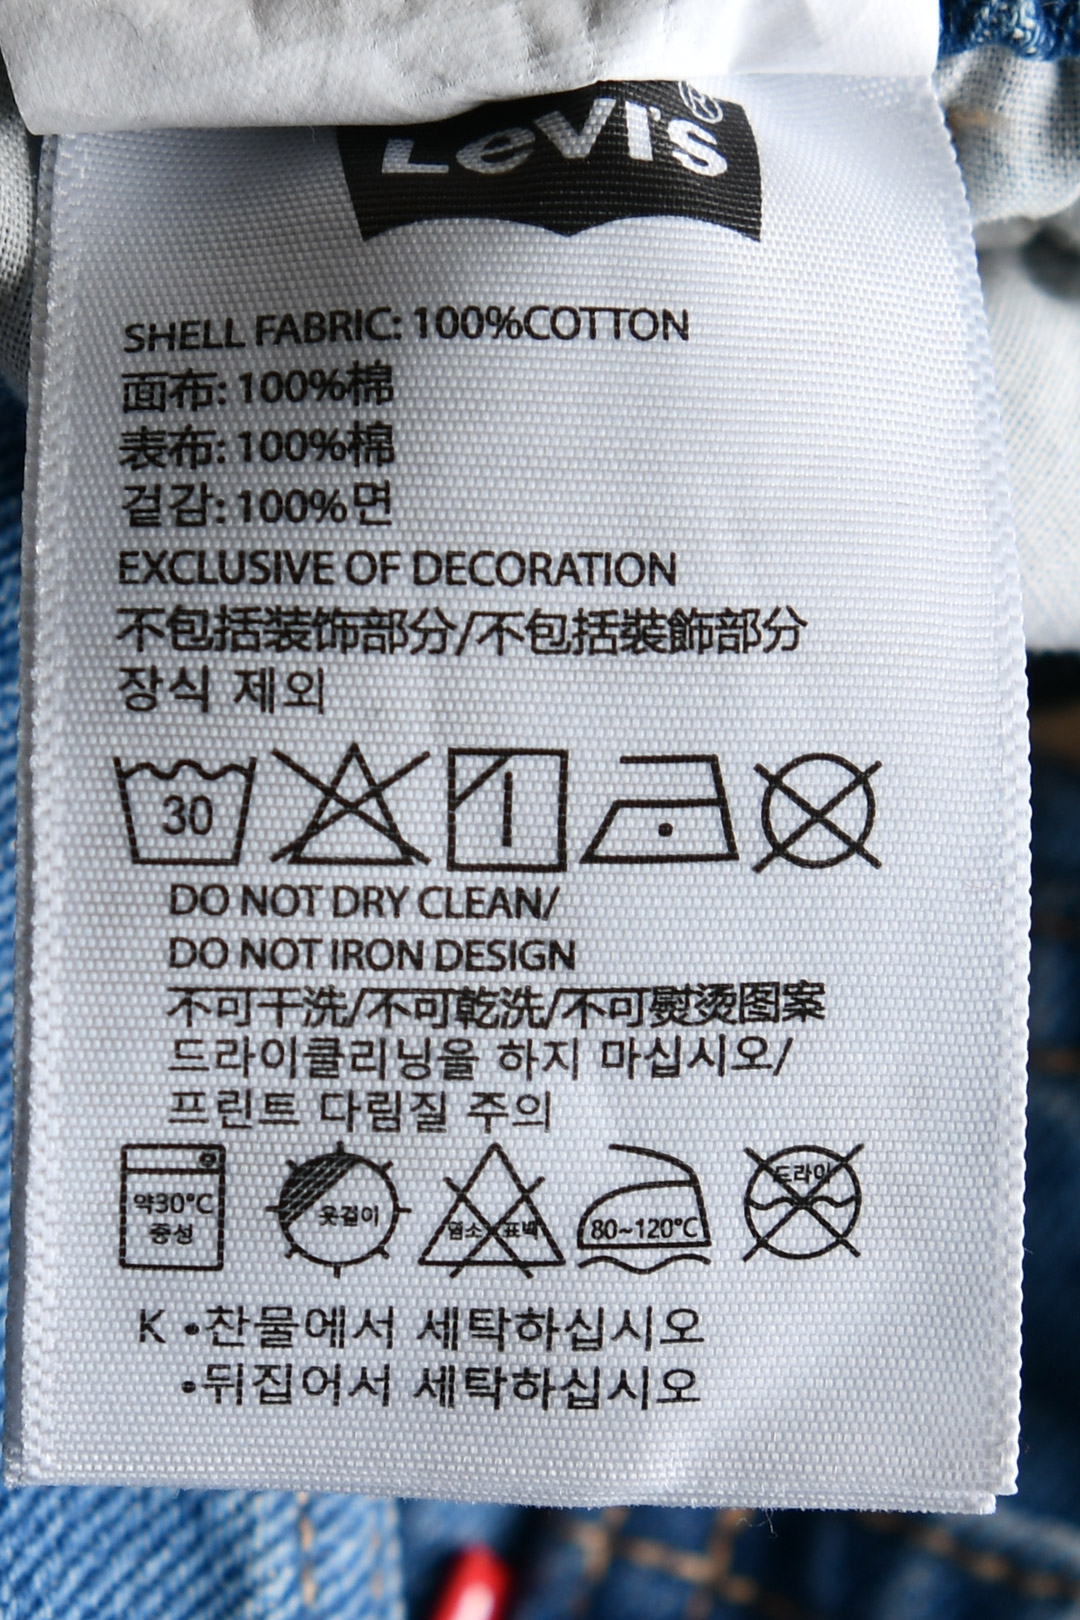 Levi's®
SHELL FABRIC: 100%COTTON
面布: 100%棉
表布: 100%棉
겉감: 100%면
EXCLUSIVE OF DECORATION
不包括装饰部分/不包括裝飾部分
장식 제외
30
DO NOT DRY CLEAN/
DO NOT IRON DESIGN
不可干洗/不可乾洗/不可熨烫图案
드라이클리닝을 하지 마십시오/
프린트 다림질 주의
약30℃ 중성
옷걸이
염소 표백
80~120℃
드라이
K •찬물에서 세탁하십시오
•뒤집어서 세탁하십시오